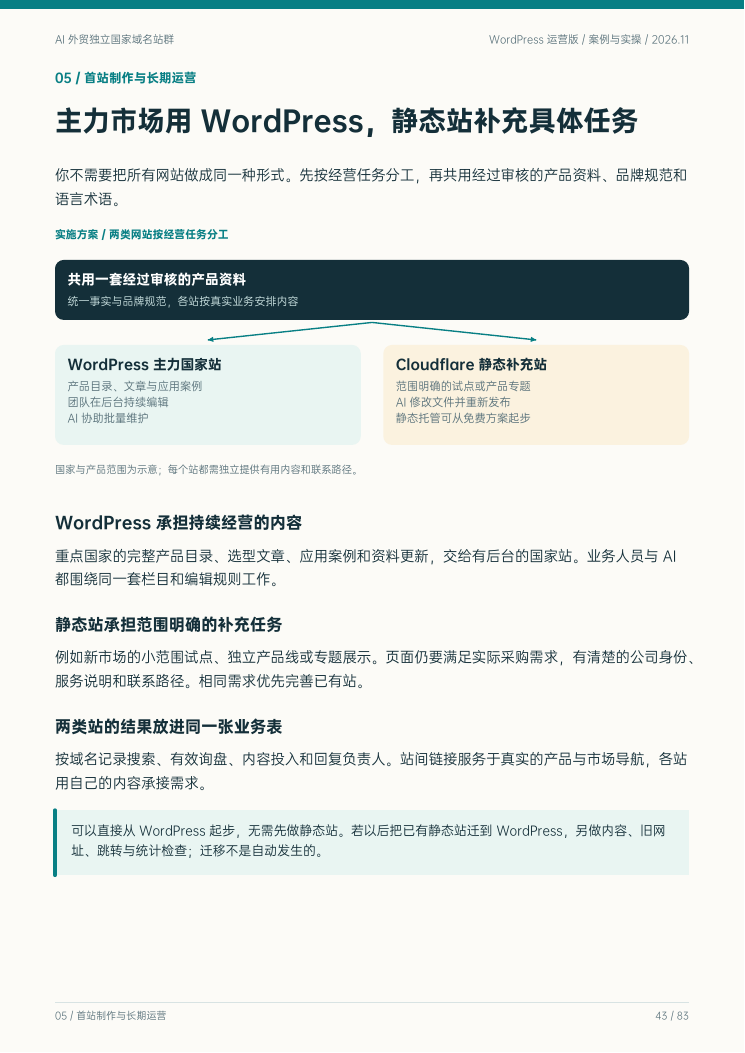 AI 外贸独立国家域名站群
WordPress 运营版 / 案例与实操 / 2026.11
05 / 首站制作与长期运营
主力市场用 WordPress，静态站补充具体任务
你不需要把所有网站做成同一种形式。先按经营任务分工，再共用经过审核的产品资料、品牌规范和
语言术语。
实施方案 / 两类网站按经营任务分工
共用一套经过审核的产品资料
统一事实与品牌规范，各站按真实业务安排内容
WordPress 主力国家站
产品目录、文章与应用案例
团队在后台持续编辑
AI 协助批量维护
Cloudflare 静态补充站
范围明确的试点或产品专题
AI 修改文件并重新发布
静态托管可从免费方案起步
国家与产品范围为示意；每个站都需独立提供有用内容和联系路径。
WordPress 承担持续经营的内容
重点国家的完整产品目录、选型文章、应用案例和资料更新，交给有后台的国家站。业务人员与 AI
都围绕同一套栏目和编辑规则工作。
静态站承担范围明确的补充任务
例如新市场的小范围试点、独立产品线或专题展示。页面仍要满足实际采购需求，有清楚的公司身份、
服务说明和联系路径。相同需求优先完善已有站。
两类站的结果放进同一张业务表
按域名记录搜索、有效询盘、内容投入和回复负责人。站间链接服务于真实的产品与市场导航，各站
用自己的内容承接需求。
可以直接从 WordPress 起步，无需先做静态站。若以后把已有静态站迁到 WordPress，另做内容、旧网
址、跳转与统计检查；迁移不是自动发生的。
05 / 首站制作与长期运营
43 / 83